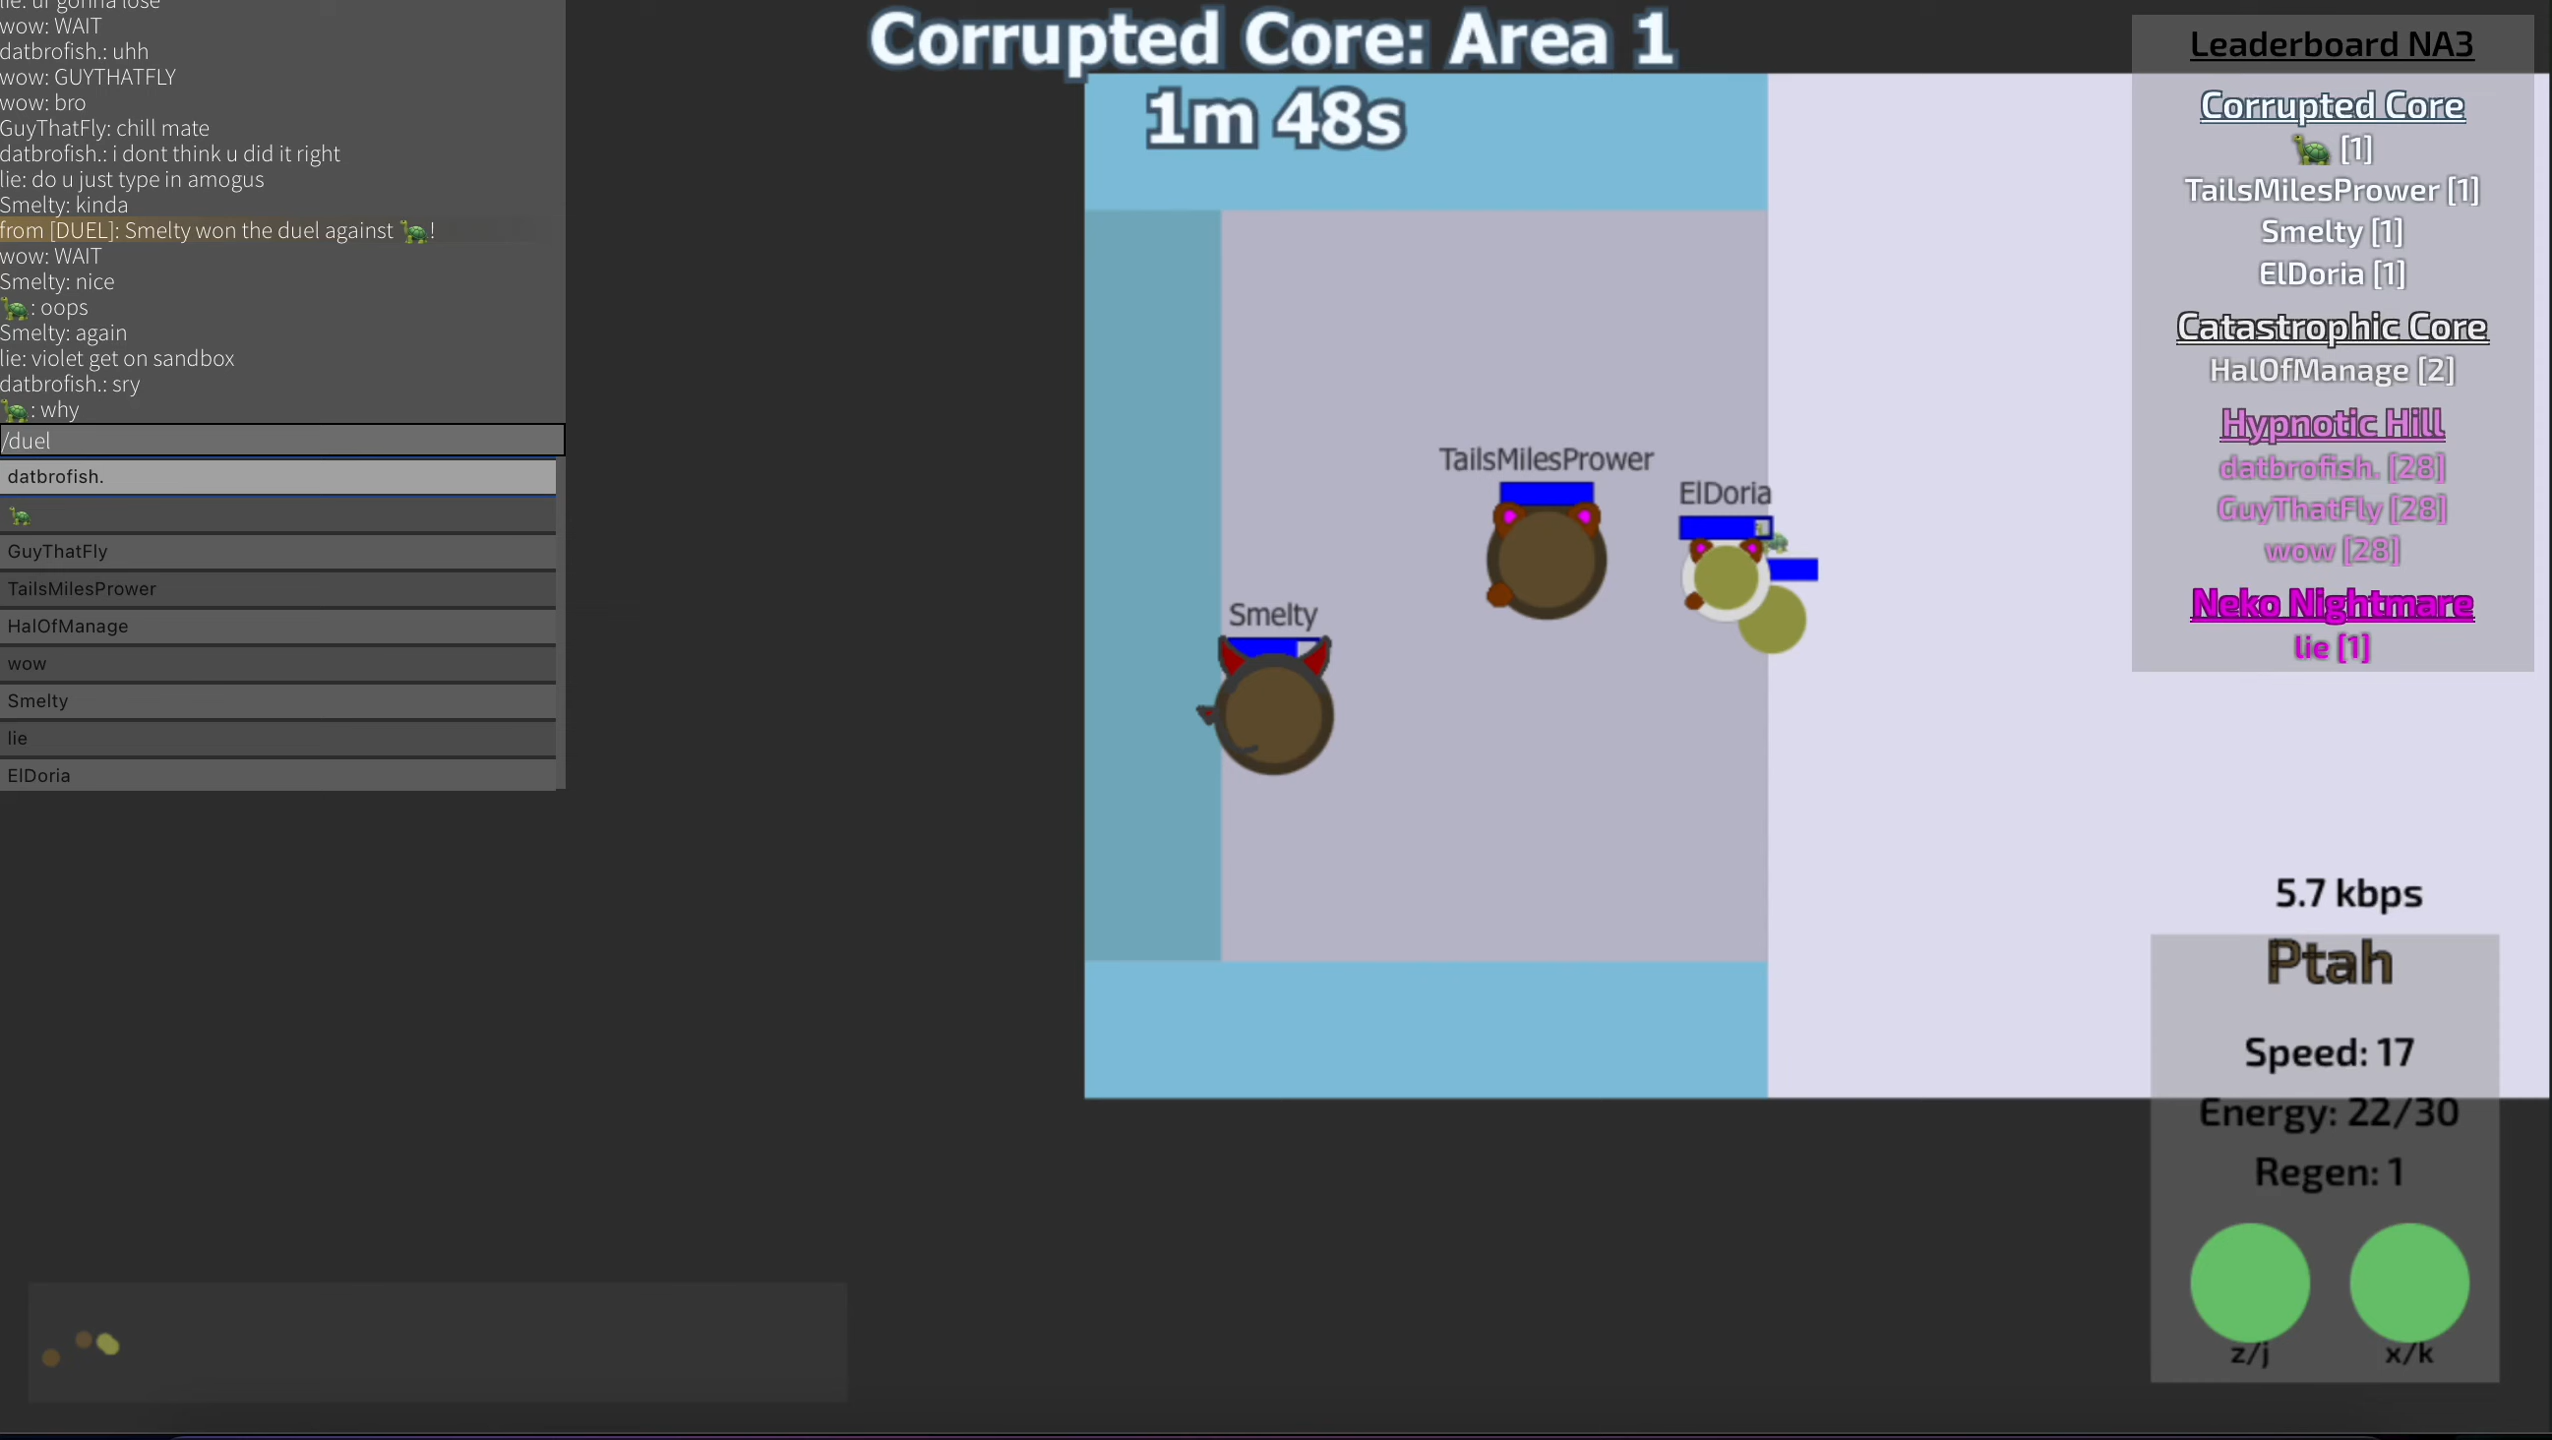 lie: ur gonna lose
wow: WAIT
datbrofish.: uhh
wow: GUYTHATFLY
wow: bro
GuyThatFly: chill mate
datbrofish.: i dont think u did it right
lie: do u just type in amogus
Smelty: kinda
from [DUEL]: Smelty won the duel against 🐢!
wow: WAIT
Smelty: nice
🐢: oops
Smelty: again
lie: violet get on sandbox
datbrofish.: sry
🐢: why
/duel
datbrofish.
🐢
GuyThatFly
TailsMilesPrower
HalOfManage
wow
Smelty
lie
ElDoria
Corrupted Core: Area 1
1m 48s
TailsMilesPrower
ElDoria
🐢
Smelty
Leaderboard NA3
Corrupted Core
🐢 [1]
TailsMilesPrower [1]
Smelty [1]
ElDoria [1]
Catastrophic Core
HalOfManage [2]
Hypnotic Hill
datbrofish. [28]
GuyThatFly [28]
wow [28]
Neko Nightmare
lie [1]
5.7 kbps
Ptah
Speed: 17
Energy: 22/30
Regen: 1
z/j x/k